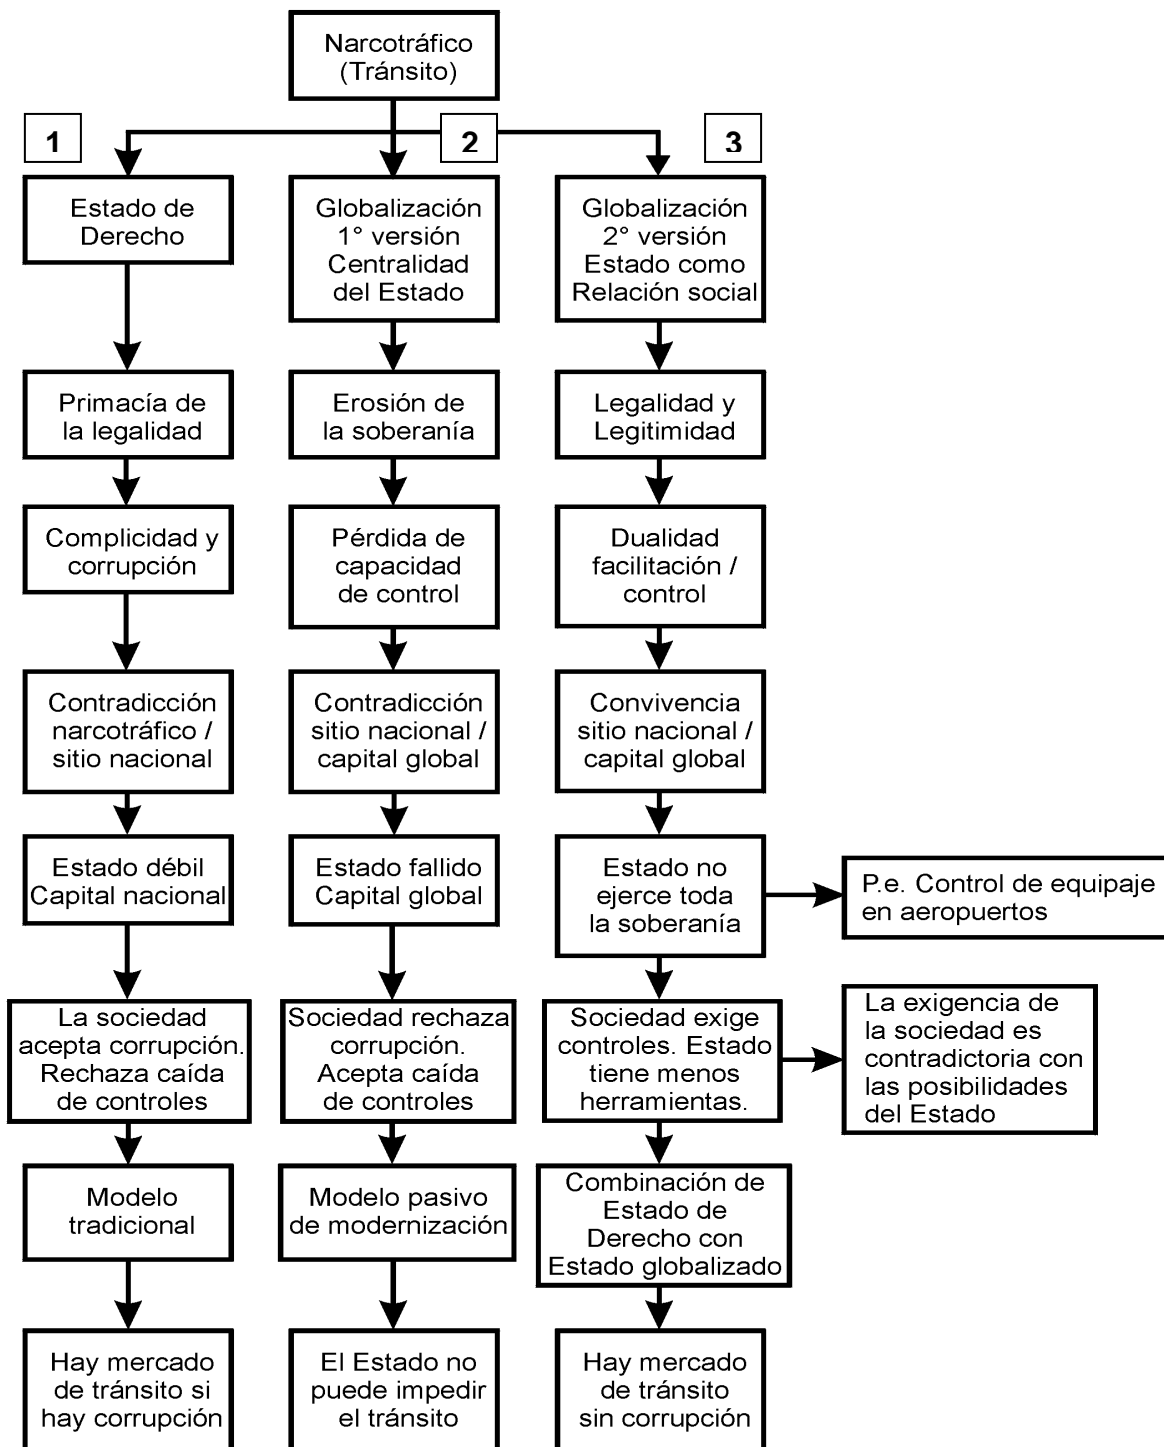 Narcotráfico
(Tránsito)
1
2
3
Estado de
Derecho
Primacía de
la legalidad
Complicidad y
corrupción
Contradicción
narcotráfico /
sitio nacional
Estado débil
Capital nacional
La sociedad
acepta corrupción.
Rechaza caída
de controles
Modelo
tradicional
Hay mercado
de tránsito si
hay corrupción
Globalización
1° versión
Centralidad
del Estado
Erosión de
la soberanía
Pérdida de
capacidad
de control
Contradicción
sitio nacional /
capital global
Estado fallido
Capital global
Sociedad rechaza
corrupción.
Acepta caída
de controles
Modelo pasivo
de modernización
El Estado no
puede impedir
el tránsito
Globalización
2° versión
Estado como
Relación social
Legalidad y
Legitimidad
Dualidad
facilitación /
control
Convivencia
sitio nacional /
capital global
Estado no
ejerce toda
la soberanía
P.e. Control de equipaje
en aeropuertos
Sociedad exige
controles. Estado
tiene menos
herramientas.
La exigencia de
la sociedad es
contradictoria con
las posibilidades
del Estado
Combinación de
Estado de
Derecho con
Estado globalizado
Hay mercado
de tránsito
sin corrupción